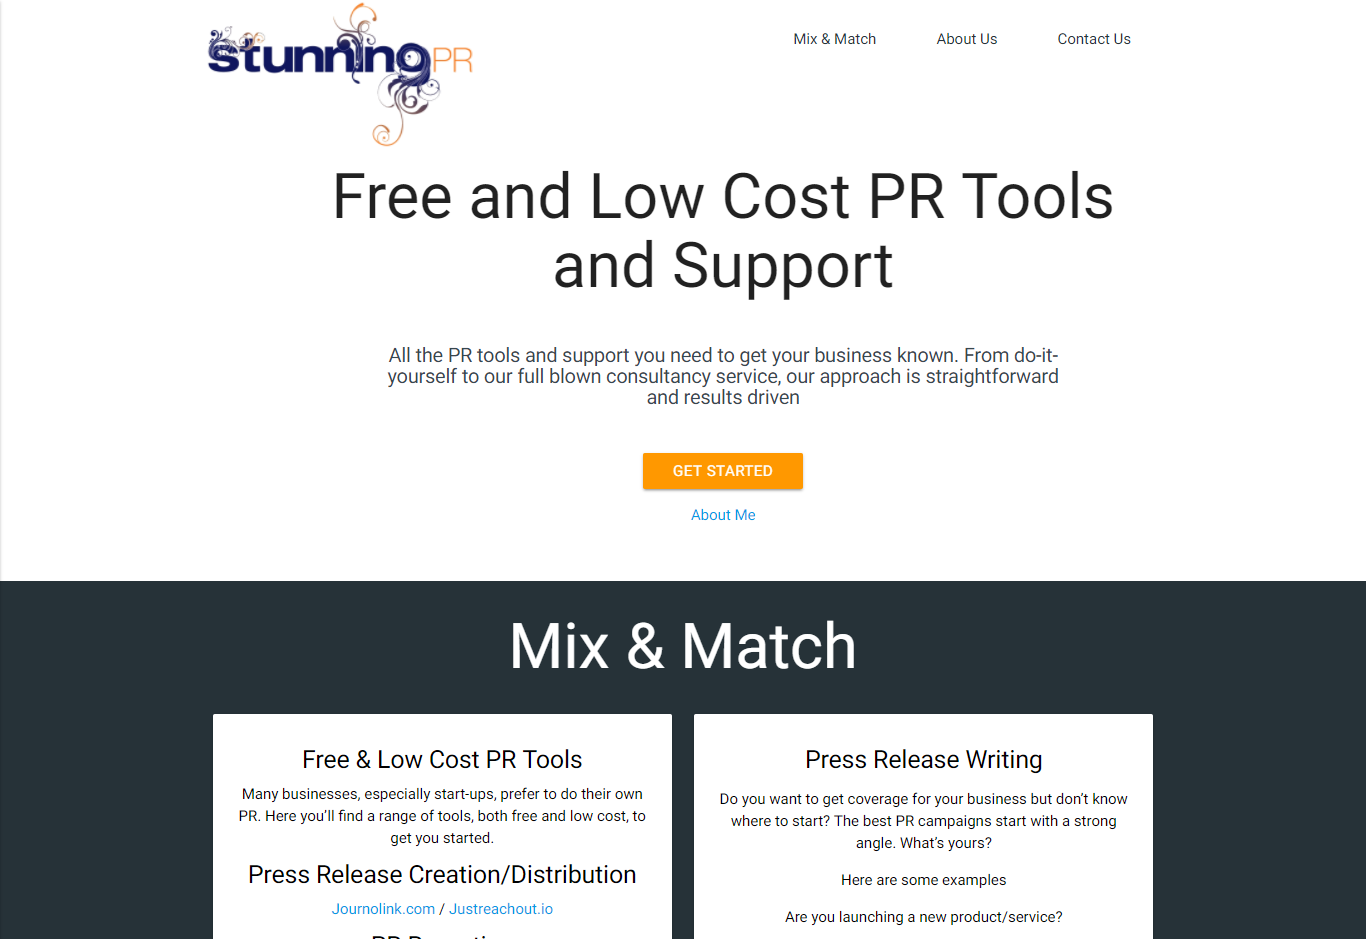 stunningPR
Mix & Match
About Us
Contact Us
Free and Low Cost PR Tools
and Support
All the PR tools and support you need to get your business known. From do-it-
yourself to our full blown consultancy service, our approach is straightforward
and results driven
GET STARTED
About Me
Mix & Match
Free & Low Cost PR Tools
Many businesses, especially start-ups, prefer to do their own
PR. Here you’ll find a range of tools, both free and low cost, to
get you started.
Press Release Creation/Distribution
Journolink.com / Justreachout.io
Press Release Writing
Do you want to get coverage for your business but don’t know
where to start? The best PR campaigns start with a strong
angle. What’s yours?
Here are some examples
Are you launching a new product/service?